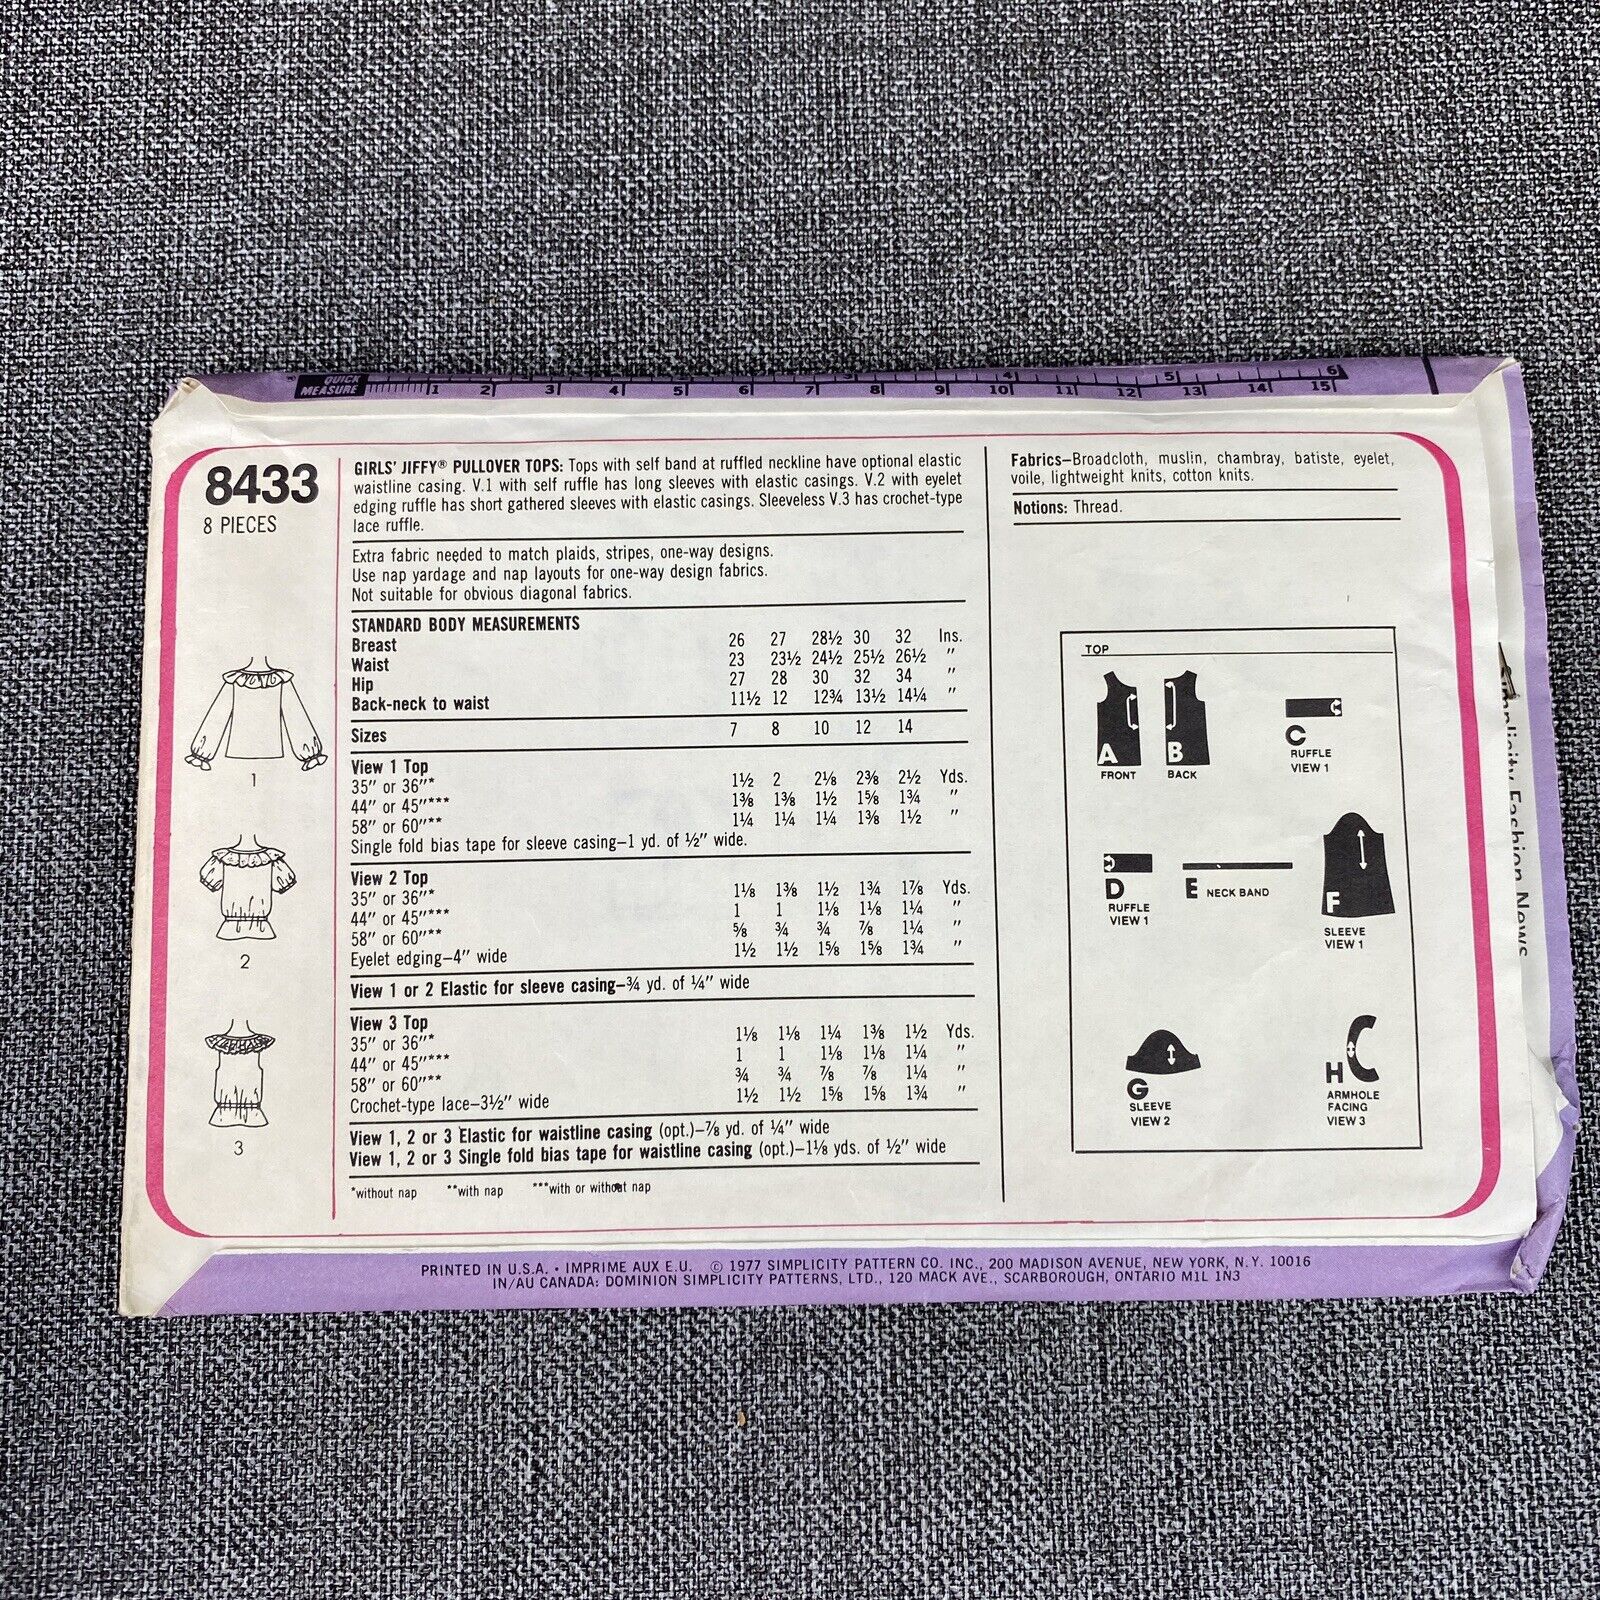 QUICK
MEASURE
1 2 3 4 5 6 7 8 9 10 11 12 13 14 15
3 4 5 6
8433
8 PIECES
1
2
3
GIRLS' JIFFY® PULLOVER TOPS: Tops with self band at ruffled neckline have optional elastic
waistline casing. V.1 with self ruffle has long sleeves with elastic casings. V.2 with eyelet
edging ruffle has short gathered sleeves with elastic casings. Sleeveless V.3 has crochet-type
lace ruffle.
Extra fabric needed to match plaids, stripes, one-way designs.
Use nap yardage and nap layouts for one-way design fabrics.
Not suitable for obvious diagonal fabrics.
STANDARD BODY MEASUREMENTS
Breast 26 27 28½ 30 32 Ins.
Waist 23 23½ 24½ 25½ 26½ "
Hip 27 28 30 32 34 "
Back-neck to waist 11½ 12 12¾ 13½ 14¼ "
Sizes 7 8 10 12 14
View 1 Top
35" or 36"* 1½ 2 2⅛ 2⅜ 2½ Yds.
44" or 45"*** 1⅜ 1⅜ 1½ 1⅝ 1¾ "
58" or 60"** 1¼ 1¼ 1¼ 1⅜ 1½ "
Single fold bias tape for sleeve casing–1 yd. of ½" wide.
View 2 Top
35" or 36"* 1⅛ 1⅜ 1½ 1¾ 1⅞ Yds.
44" or 45"*** 1 1 1⅛ 1⅛ 1¼ "
58" or 60"** ⅝ ¾ ¾ ⅞ 1¼ "
Eyelet edging–4" wide 1½ 1½ 1⅝ 1⅝ 1¾ "
View 1 or 2 Elastic for sleeve casing–¾ yd. of ¼" wide
View 3 Top
35" or 36"* 1⅛ 1⅛ 1¼ 1⅜ 1½ Yds.
44" or 45"*** 1 1 1⅛ 1⅛ 1¼ "
58" or 60"** ¾ ¾ ⅞ ⅞ 1¼ "
Crochet-type lace–3½" wide 1½ 1½ 1⅝ 1⅝ 1¾ "
View 1, 2 or 3 Elastic for waistline casing (opt.)–⅞ yd. of ¼" wide
View 1, 2 or 3 Single fold bias tape for waistline casing (opt.)–1⅛ yds. of ½" wide
*without nap **with nap ***with or without nap
Fabrics–Broadcloth, muslin, chambray, batiste, eyelet,
voile, lightweight knits, cotton knits.
Notions: Thread.
TOP
A
FRONT
B
BACK
C
RUFFLE
VIEW 1
D
RUFFLE
VIEW 1
E NECK BAND
F
SLEEVE
VIEW 1
G
SLEEVE
VIEW 2
H
ARMHOLE
FACING
VIEW 3
Simplicity Fashion News
PRINTED IN U.S.A. • IMPRIME AUX E.U. © 1977 SIMPLICITY PATTERN CO. INC., 200 MADISON AVENUE, NEW YORK, N.Y. 10016
IN/AU CANADA: DOMINION SIMPLICITY PATTERNS, LTD., 120 MACK AVE., SCARBOROUGH, ONTARIO M1L 1N3